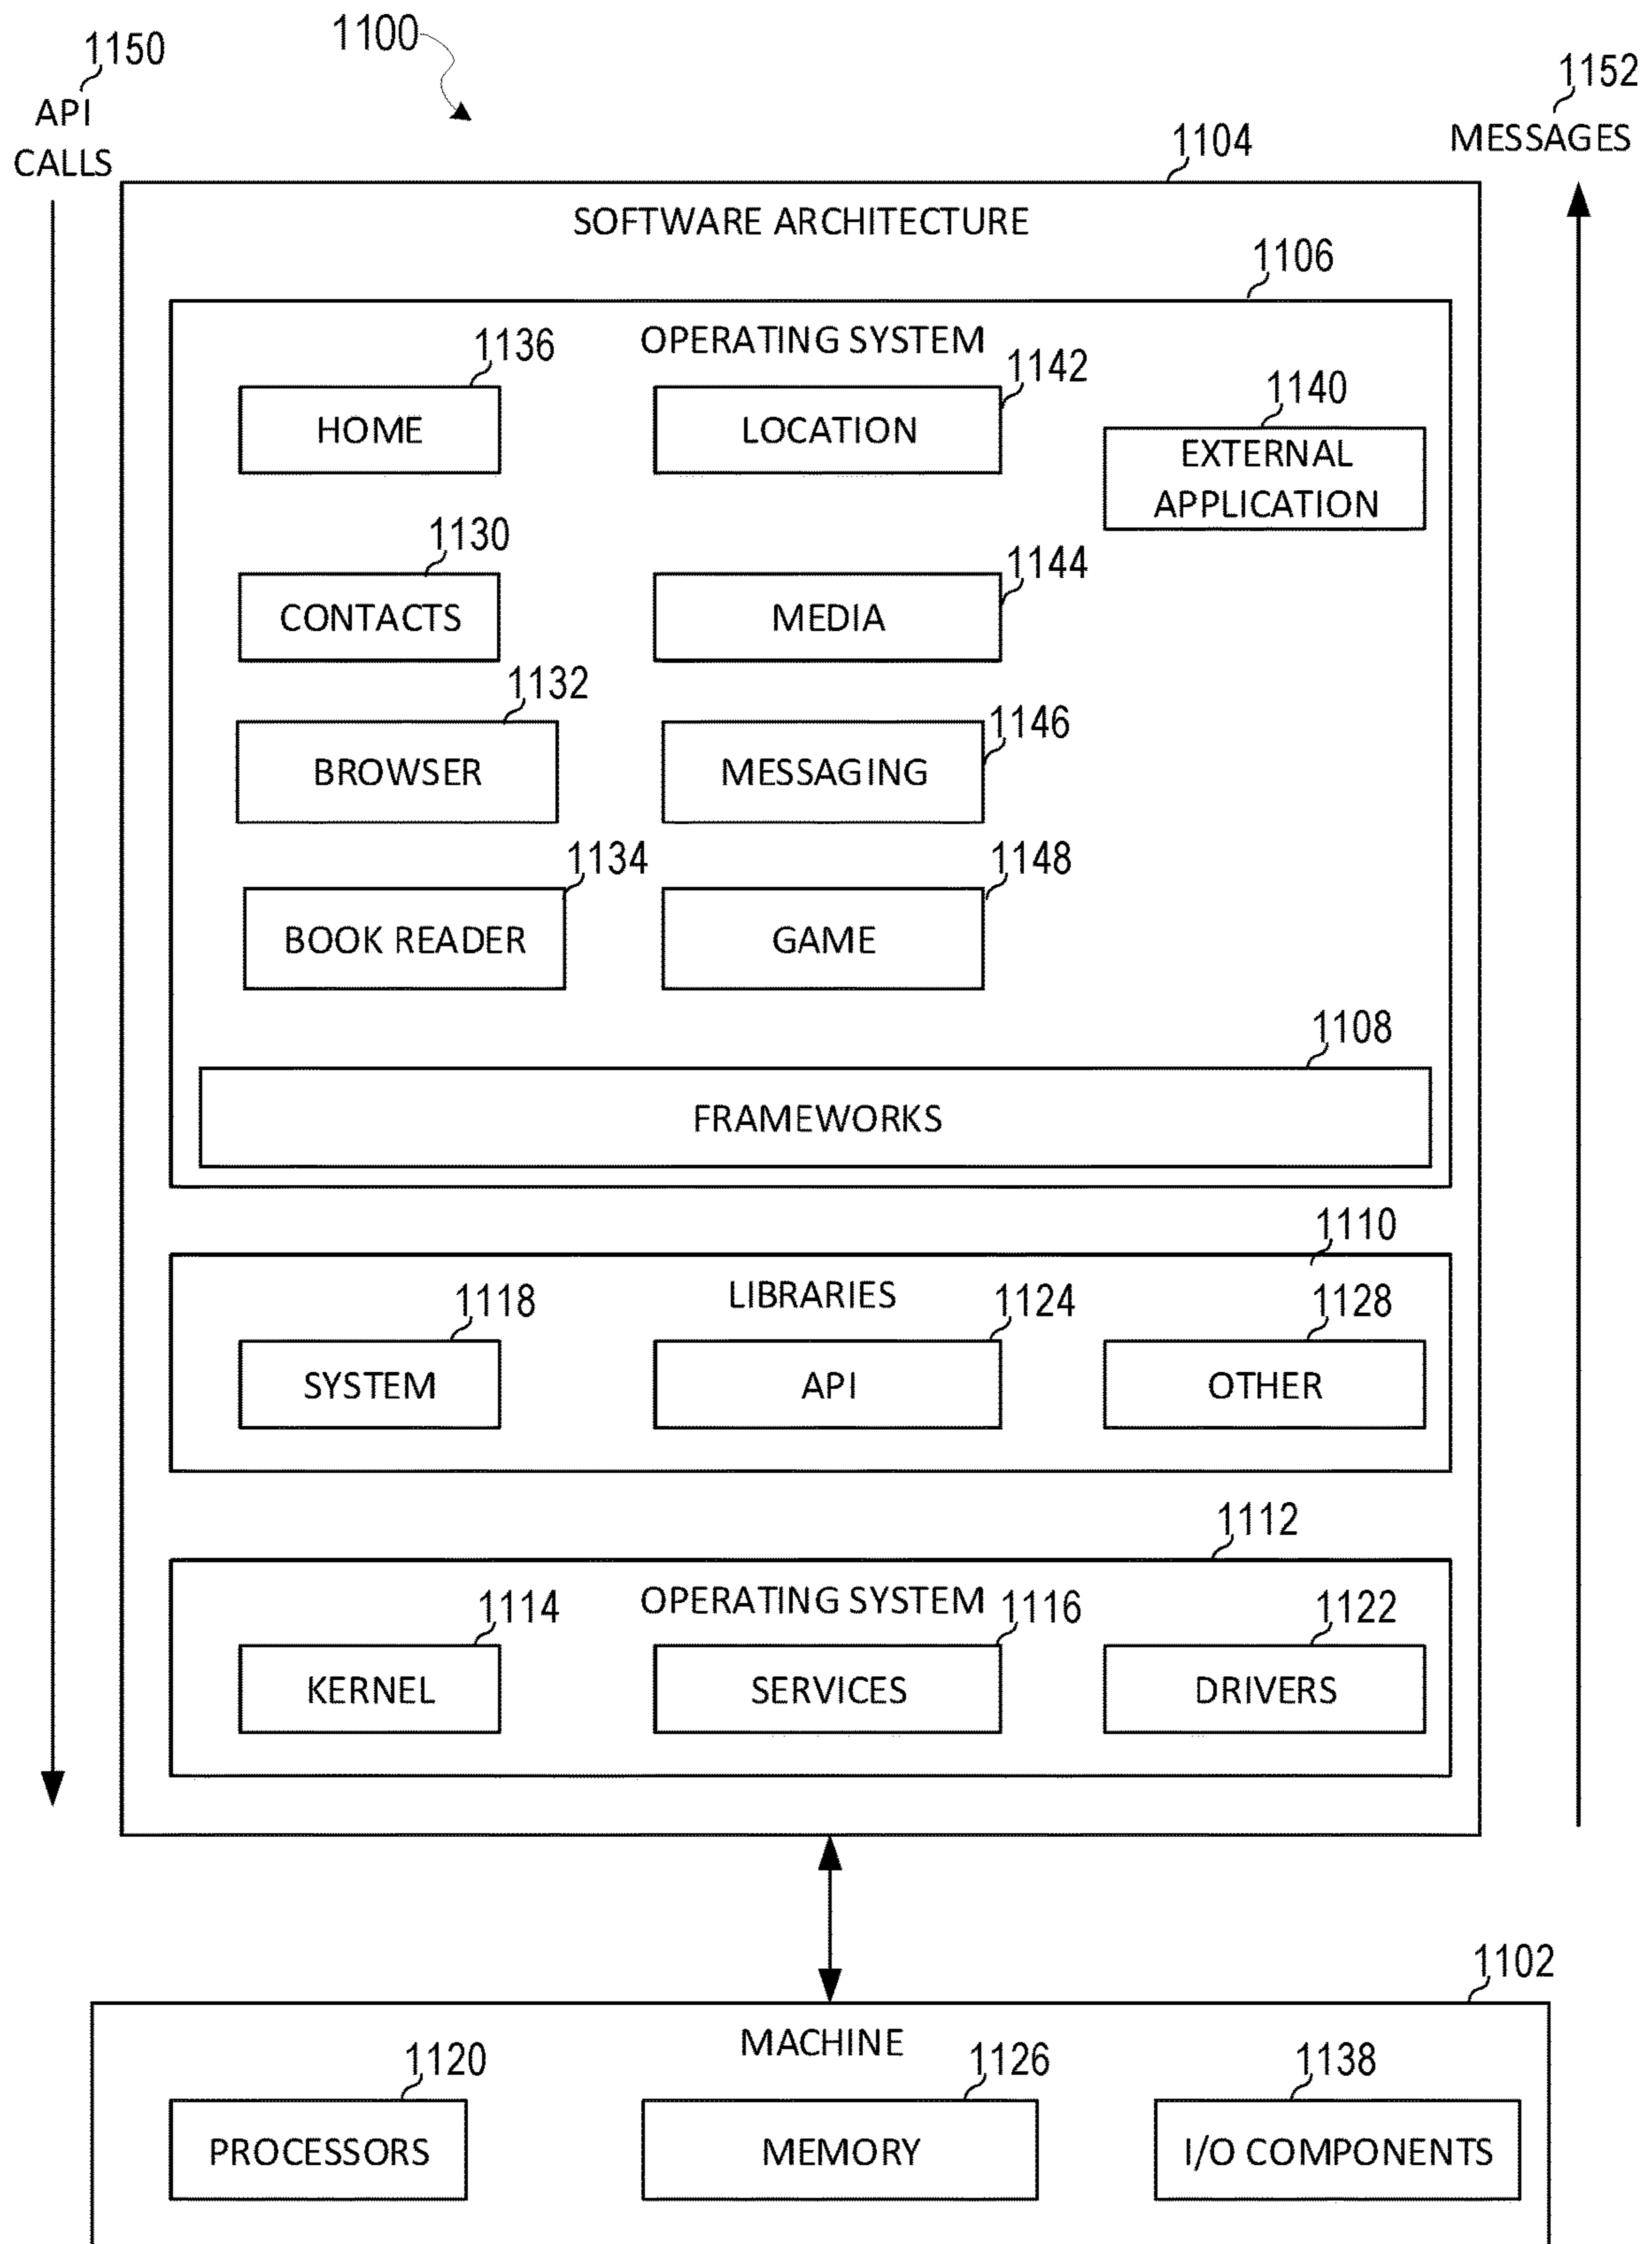 1100
1150
API
CALLS
1152
MESSAGES
1104
SOFTWARE ARCHITECTURE
1106
OPERATING SYSTEM
1136
HOME
1142
LOCATION
1140
EXTERNAL
APPLICATION
1130
CONTACTS
1144
MEDIA
1132
BROWSER
1146
MESSAGING
1134
BOOK READER
1148
GAME
1108
FRAMEWORKS
1110
LIBRARIES
1118
SYSTEM
1124
API
1128
OTHER
1112
OPERATING SYSTEM
1114
KERNEL
1116
SERVICES
1122
DRIVERS
1102
MACHINE
1120
PROCESSORS
1126
MEMORY
1138
I/O COMPONENTS